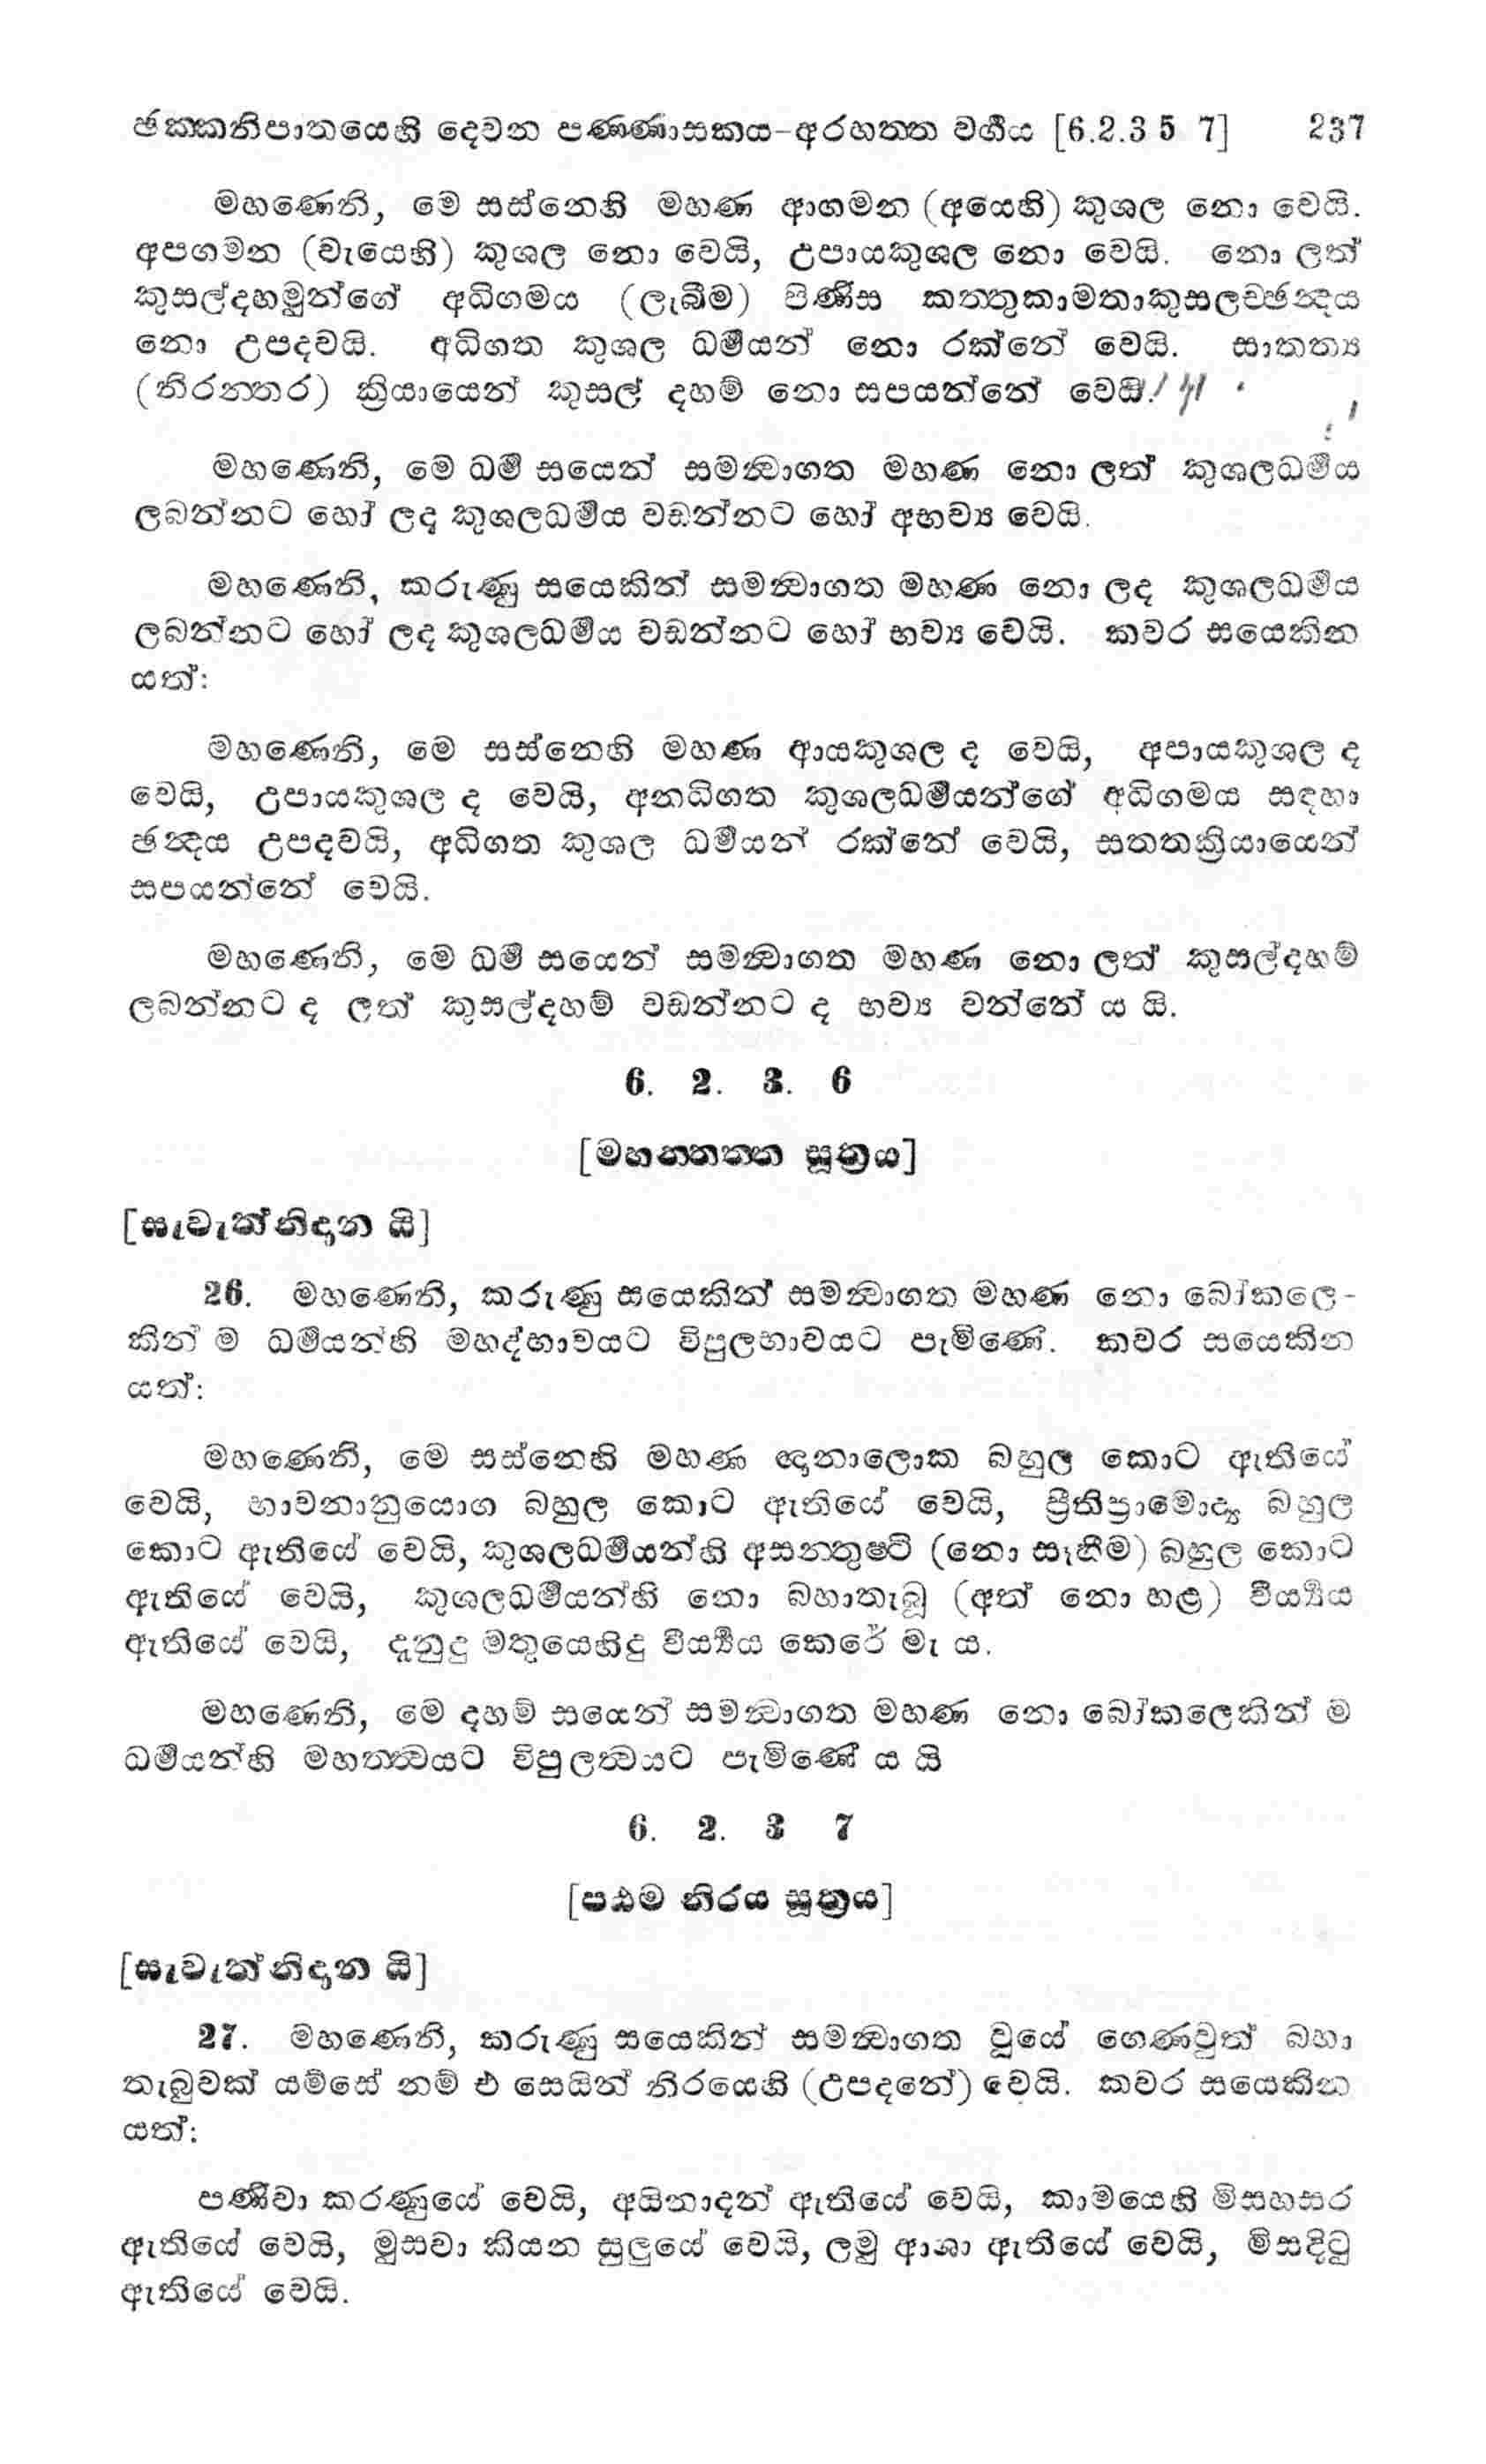 ඡක්කනිපාතයෙහි දෙවන පණ්ණාසකය-අරහත්ත වර්‍ගය [6.2.3 5 7] 237
මහණෙනි, මෙ සස්නෙහි මහණ ආගමන (අයෙහි) කුශල නො වෙයි.
අපගමන (වැයෙහි) කුශල නො වෙයි, උපායකුශල නො වෙයි. නො ලත්
කුසල්දහමුන්ගේ අධිගමය (ලැබීම) පිණිස කත්තුකාමතාකුසලච්ඡන්‍දය
නො උපදවයි. අධිගත කුශල ධර්‍මයන් නො රක්නේ වෙයි. සාතත්‍ය
(නිරන්තර) ක්‍රියායෙන් කුසල් දහම් නො සපයන්නේ වෙයි.
මහණෙනි, මෙ ධර්‍ම සයෙන් සමන්‍වාගත මහණ නො ලත් කුශලධර්‍මය
ලබන්නට හෝ ලද කුශලධර්‍මය වඩන්නට හෝ අභව්‍ය වෙයි.
මහණෙනි, කරුණු සයෙකින් සමන්‍වාගත මහණ නො ලද කුශලධර්‍මය
ලබන්නට හෝ ලද කුශලධර්‍මය වඩන්නට හෝ භව්‍ය වෙයි. කවර සයෙකින
යත්:
මහණෙනි, මෙ සස්නෙහි මහණ ආයකුශල ද වෙයි, අපායකුශල ද
වෙයි, උපායකුශල ද වෙයි, අනධිගත කුශලධර්‍මයන්ගේ අධිගමය සඳහා
ඡන්‍දය උපදවයි, අධිගත කුශල ධර්‍මයන් රක්නේ වෙයි, සතතක්‍රියායෙන්
සපයන්නේ වෙයි.
මහණෙනි, මෙ ධර්‍ම සයෙන් සමන්‍වාගත මහණ නො ලත් කුසල්දහම්
ලබන්නට ද ලත් කුසල්දහම් වඩන්නට ද භව්‍ය වන්නේ ය යි.
6. 2. 3. 6
[මහන්තත්ත සූත්‍රය]
[සැවැත්නිදාන යි]
26. මහණෙනි, කරුණු සයෙකින් සමන්‍වාගත මහණ නො බෝකලෙ-
කින් ම ධර්‍මයන්හි මහද්භාවයට විපුලභාවයට පැමිණේ. කවර සයෙකින
යත්:
මහණෙනි, මෙ සස්නෙහි මහණ ඥානාලොක බහුල කොට ඇතියේ
වෙයි, භාවනානුයොග බහුල කොට ඇතියේ වෙයි, ප්‍රීතිප්‍රාමොද්‍ය බහුල
කොට ඇතියේ වෙයි, කුශලධර්‍මයන්හි අසන්තුෂ්ටි (නො සෑහීම) බහුල කොට
ඇතියේ වෙයි, කුශලධර්‍මයන්හි නො බහාතැබූ (අත් නො හළ) වීර්‍ය්‍යය
ඇතියේ වෙයි, දැනුදු මතුයෙහිදු වීර්‍ය්‍යය කෙරේ මැ ය.
මහණෙනි, මෙ දහම් සයෙන් සමන්‍වාගත මහණ නො බෝකලෙකින් ම
ධර්‍මයන්හි මහත්ත්‍වයට විපුලත්‍වයට පැමිණේ ය යි
6. 2. 3 7
[පඨම නිරය සූත්‍රය]
[සැවැත්නිදාන යි]
27. මහණෙනි, කරුණු සයෙකින් සමන්‍වාගත වූයේ ගෙණවුත් බහා
තැබුවක් යම්සේ නම් එ සෙයින් නිරයෙහි (උපදනේ) වෙයි. කවර සයෙකින
යත්:
පණිවා කරණුයේ වෙයි, අයිනාදන් ඇතියේ වෙයි, කාමයෙහි මිසහසර
ඇතියේ වෙයි, මුසවා කියන සුලුයේ වෙයි, ලමු ආශා ඇතියේ වෙයි, මිසදිටු
ඇතියේ වෙයි.